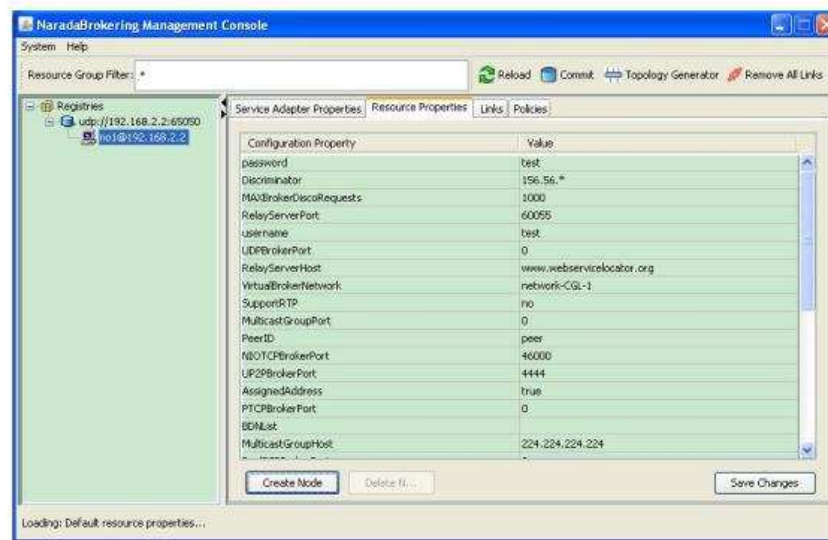 NaradaBrokering Management Console
System Help
Resource Group Filter: *
Reload Commit Topology Generator Remove All Links
Registries
udp://192.168.2.2:65050
no1@192.168.2.2
Service Adapter Properties Resource Properties Links Policies
Configuration Property Value
password test
Discriminator 156.56.*
MAXBrokerDiscoRequests 1000
RelayServerPort 60055
username test
UDPBrokerPort 0
RelayServerHost www.webservicelocator.org
VirtualBrokerNetwork network-CGL-1
SupportRTP no
MulticastGroupPort 0
PeerID peer
NIOTCPBrokerPort 46000
UP2PBrokerPort 4444
AssignedAddress true
PTCPBrokerPort 0
BDNList
MulticastGroupHost 224.224.224.224
Create Node Delete N... Save Changes
Loading: Default resource properties...